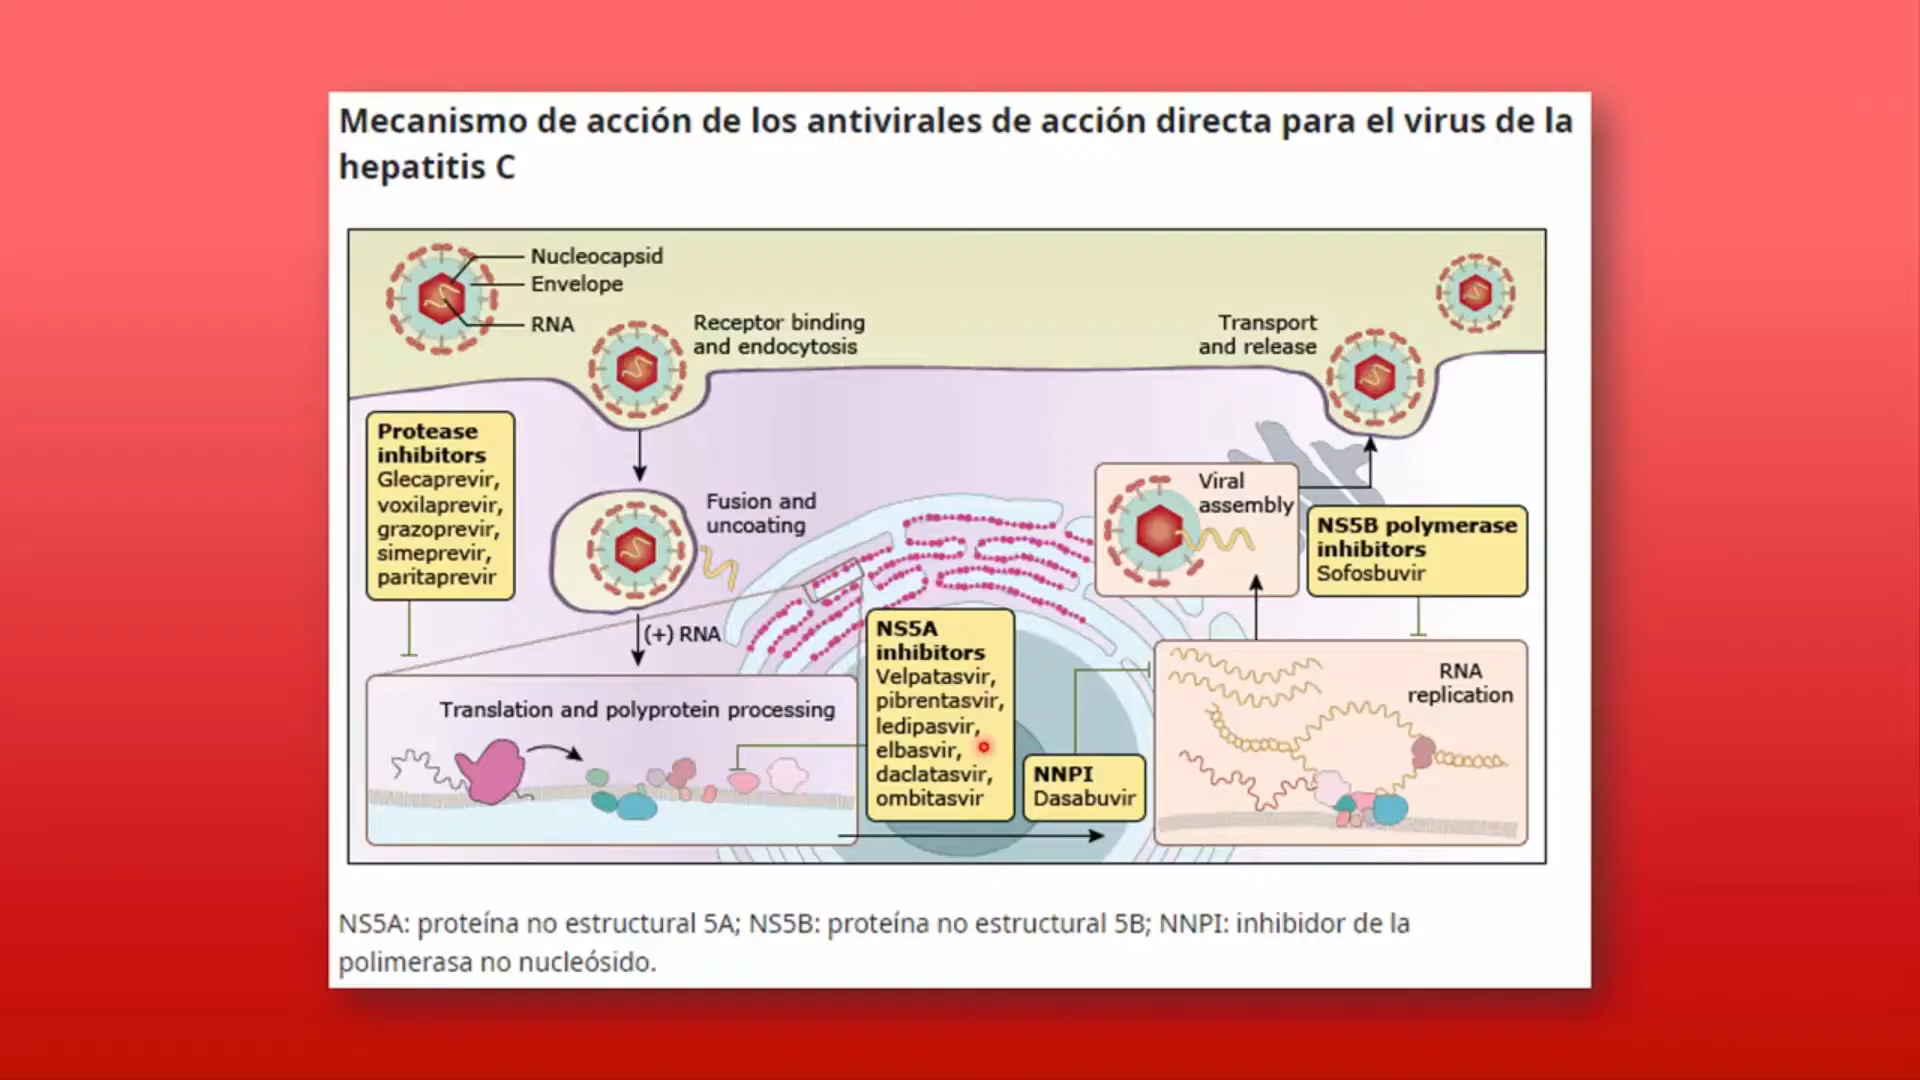 Mecanismo de acción de los antivirales de acción directa para el virus de la
hepatitis C
Nucleocapsid
Envelope
RNA
Receptor binding
and endocytosis
Transport
and release
Protease
inhibitors
Glecaprevir,
voxilaprevir,
grazoprevir,
simeprevir,
paritaprevir
Fusion and
uncoating
Viral
assembly
NS5B polymerase
inhibitors
Sofosbuvir
(+) RNA
NS5A
inhibitors
Velpatasvir,
pibrentasvir,
ledipasvir,
elbasvir,
daclatasvir,
ombitasvir
Translation and polyprotein processing
NNPI
Dasabuvir
RNA
replication
NS5A: proteína no estructural 5A; NS5B: proteína no estructural 5B; NNPI: inhibidor de la
polimerasa no nucleósido.